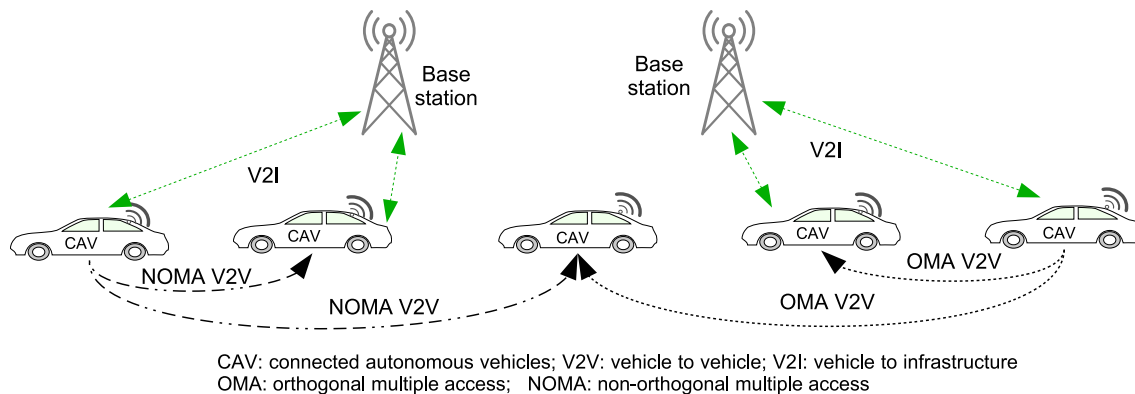 Base
station
Base
station
V2I
V2I
CAV
CAV
CAV
CAV
CAV
NOMA V2V
OMA V2V
NOMA V2V
OMA V2V
CAV: connected autonomous vehicles; V2V: vehicle to vehicle; V2I: vehicle to infrastructure
OMA: orthogonal multiple access; NOMA: non-orthogonal multiple access